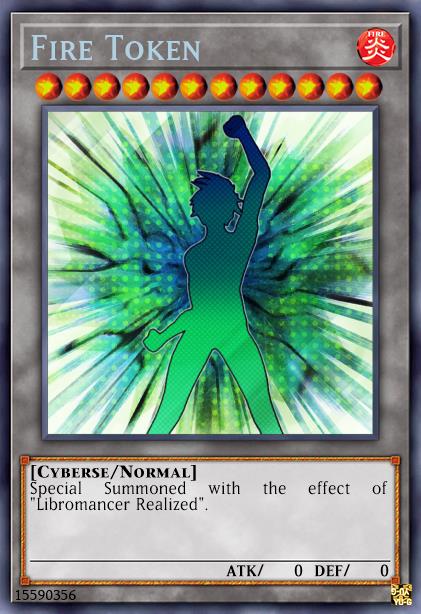 FIRE TOKEN
FIRE
炎
[CYBERSE/NORMAL]
Special Summoned with the effect of
"Libromancer Realized".
ATK/ 0 DEF/ 0
15590356